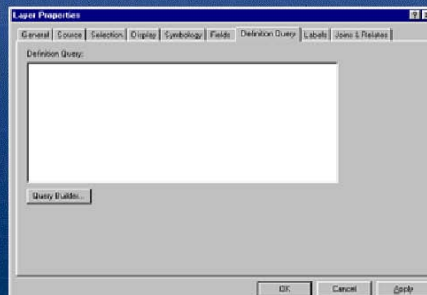 Layer Properties
General Source Selection Display Symbology Fields Definition Query Labels Joins & Relates
Definition Query:
Query Builder...
OK Cancel Apply